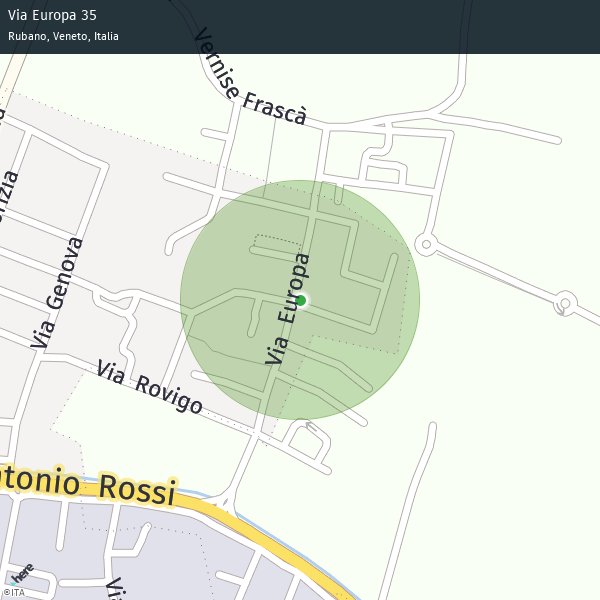 Via Europa 35
Rubano, Veneto, Italia
Vernise Frascà
Via Genova
Via Europa
Via Rovigo
tonio Rossi
here
©ITA